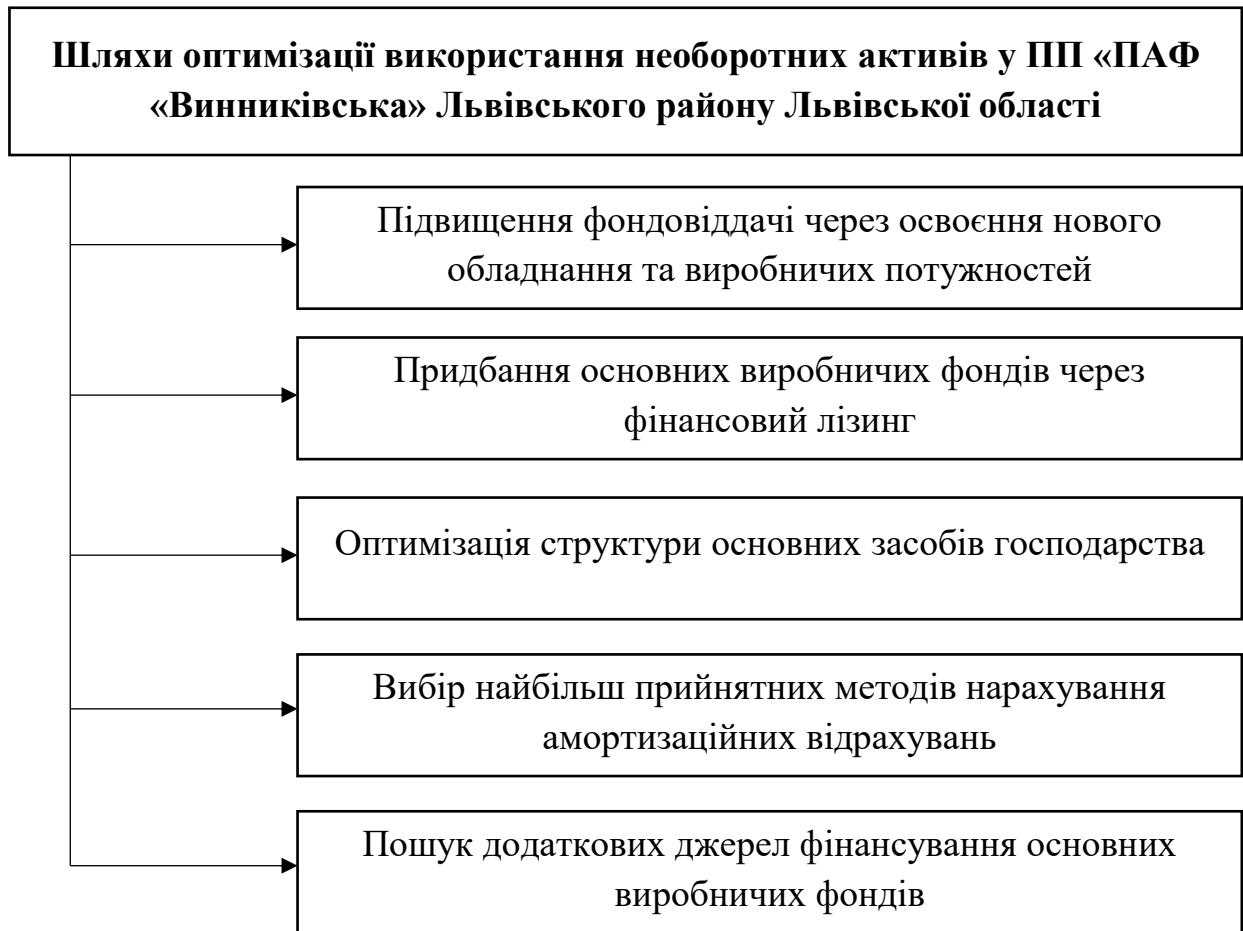 Шляхи оптимізації використання необоротних активів у ПП «ПАФ
«Винниківська» Львівського району Львівської області
Підвищення фондовіддачі через освоєння нового
обладнання та виробничих потужностей
Придбання основних виробничих фондів через
фінансовий лізинг
Оптимізація структури основних засобів господарства
Вибір найбільш прийнятних методів нарахування
амортизаційних відрахувань
Пошук додаткових джерел фінансування основних
виробничих фондів